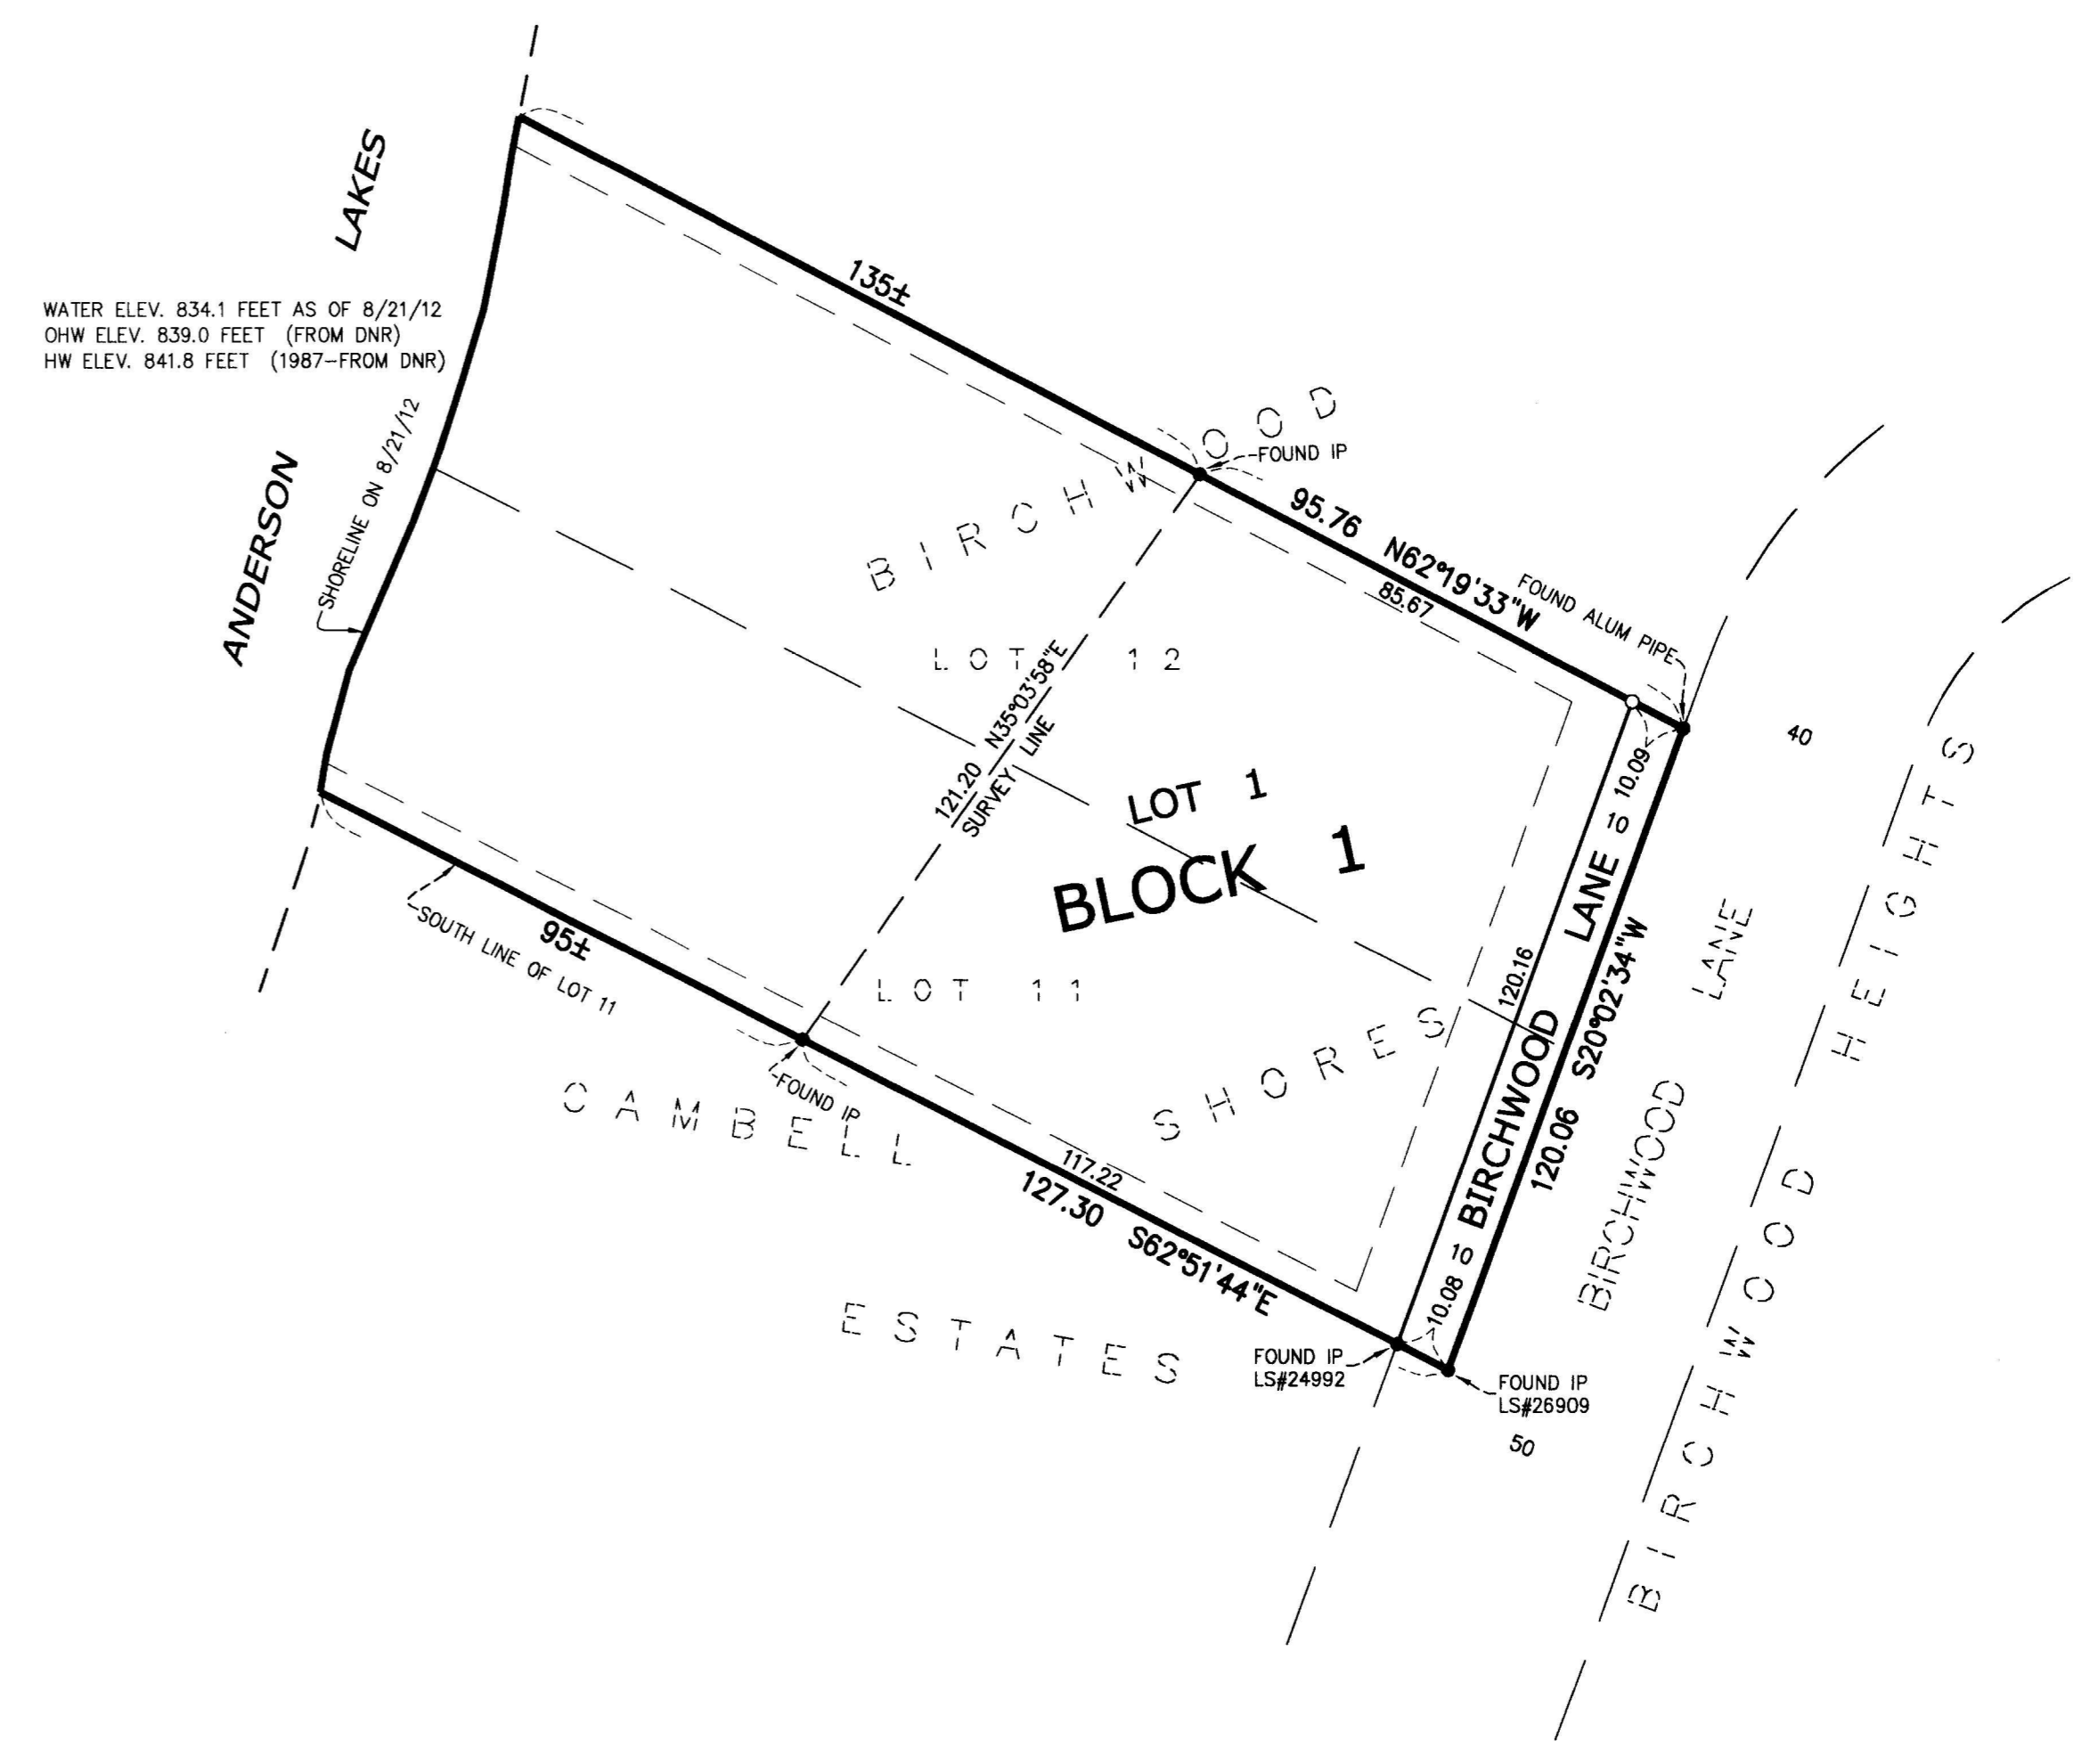 LAKES
ANDERSON
WATER ELEV. 834.1 FEET AS OF 8/21/12
OHW ELEV. 839.0 FEET (FROM DNR)
HW ELEV. 841.8 FEET (1987-FROM DNR)
SHORELINE ON 8/21/12
135±
BIRCHWOOD
FOUND IP
95.76 N62°19'33"W
85.67
FOUND ALUM PIPE
LOT 12
121.20 N35°03'58"E
SURVEY LINE
LOT 1
BLOCK 1
LOT 11
SHORES
10.09
10
BIRCHWOOD LANE
120.16
120.06 S20°02'34"W
10
10.08
40
BIRCHWOOD LANE
BIRCHWOOD HEIGHTS
95±
SOUTH LINE OF LOT 11
FOUND IP
CAMBELL
ESTATES
117.22
127.30 S62°51'44"E
FOUND IP
LS#24992
FOUND IP
LS#26909
50